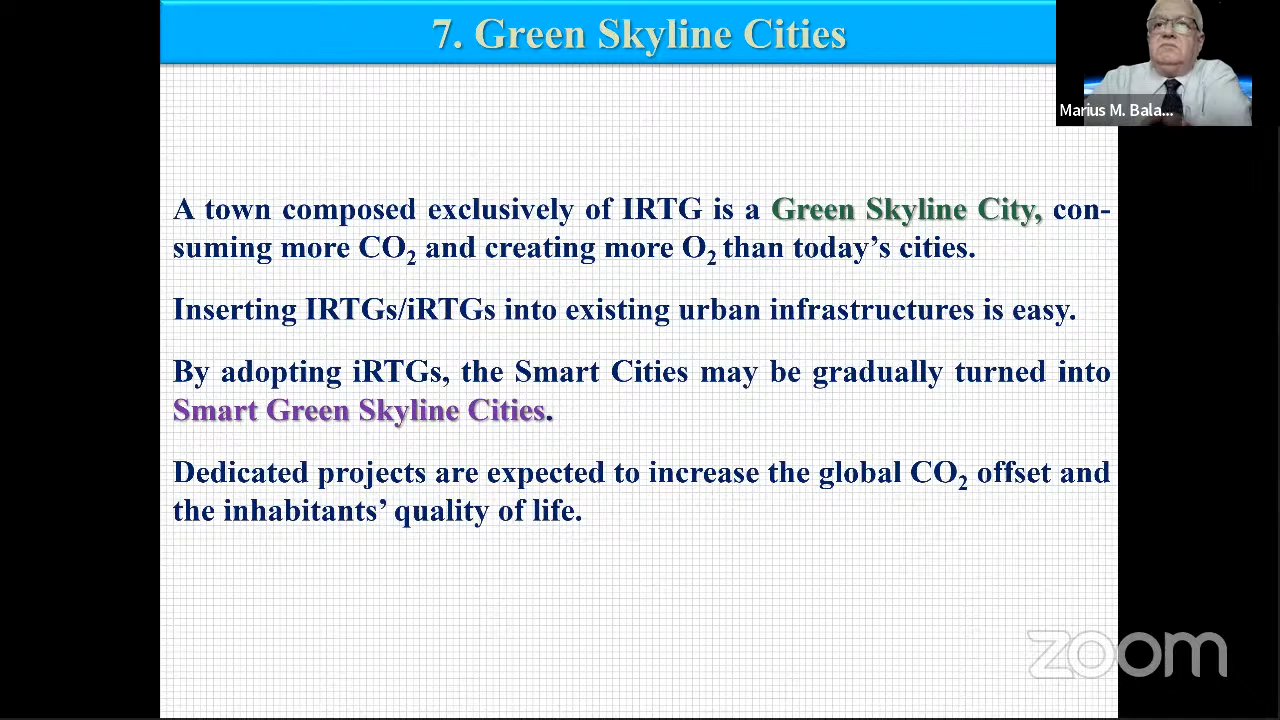 7. Green Skyline Cities
Marius M. Bala...
A town composed exclusively of IRTG is a Green Skyline City, con-
suming more CO₂ and creating more O₂ than today’s cities.
Inserting IRTGs/iRTGs into existing urban infrastructures is easy.
By adopting iRTGs, the Smart Cities may be gradually turned into
Smart Green Skyline Cities.
Dedicated projects are expected to increase the global CO₂ offset and
the inhabitants’ quality of life.
zoom